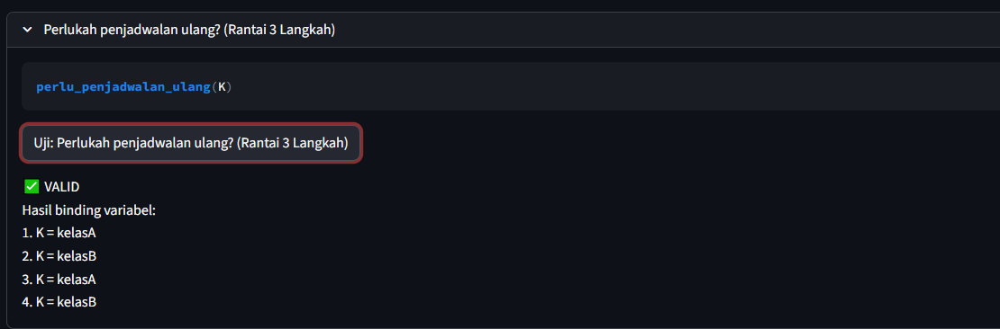 Perlukah penjadwalan ulang? (Rantai 3 Langkah)
perlu_penjadwalan_ulang(K)
Uji: Perlukah penjadwalan ulang? (Rantai 3 Langkah)
✅ VALID
Hasil binding variabel:
1. K = kelasA
2. K = kelasB
3. K = kelasA
4. K = kelasB